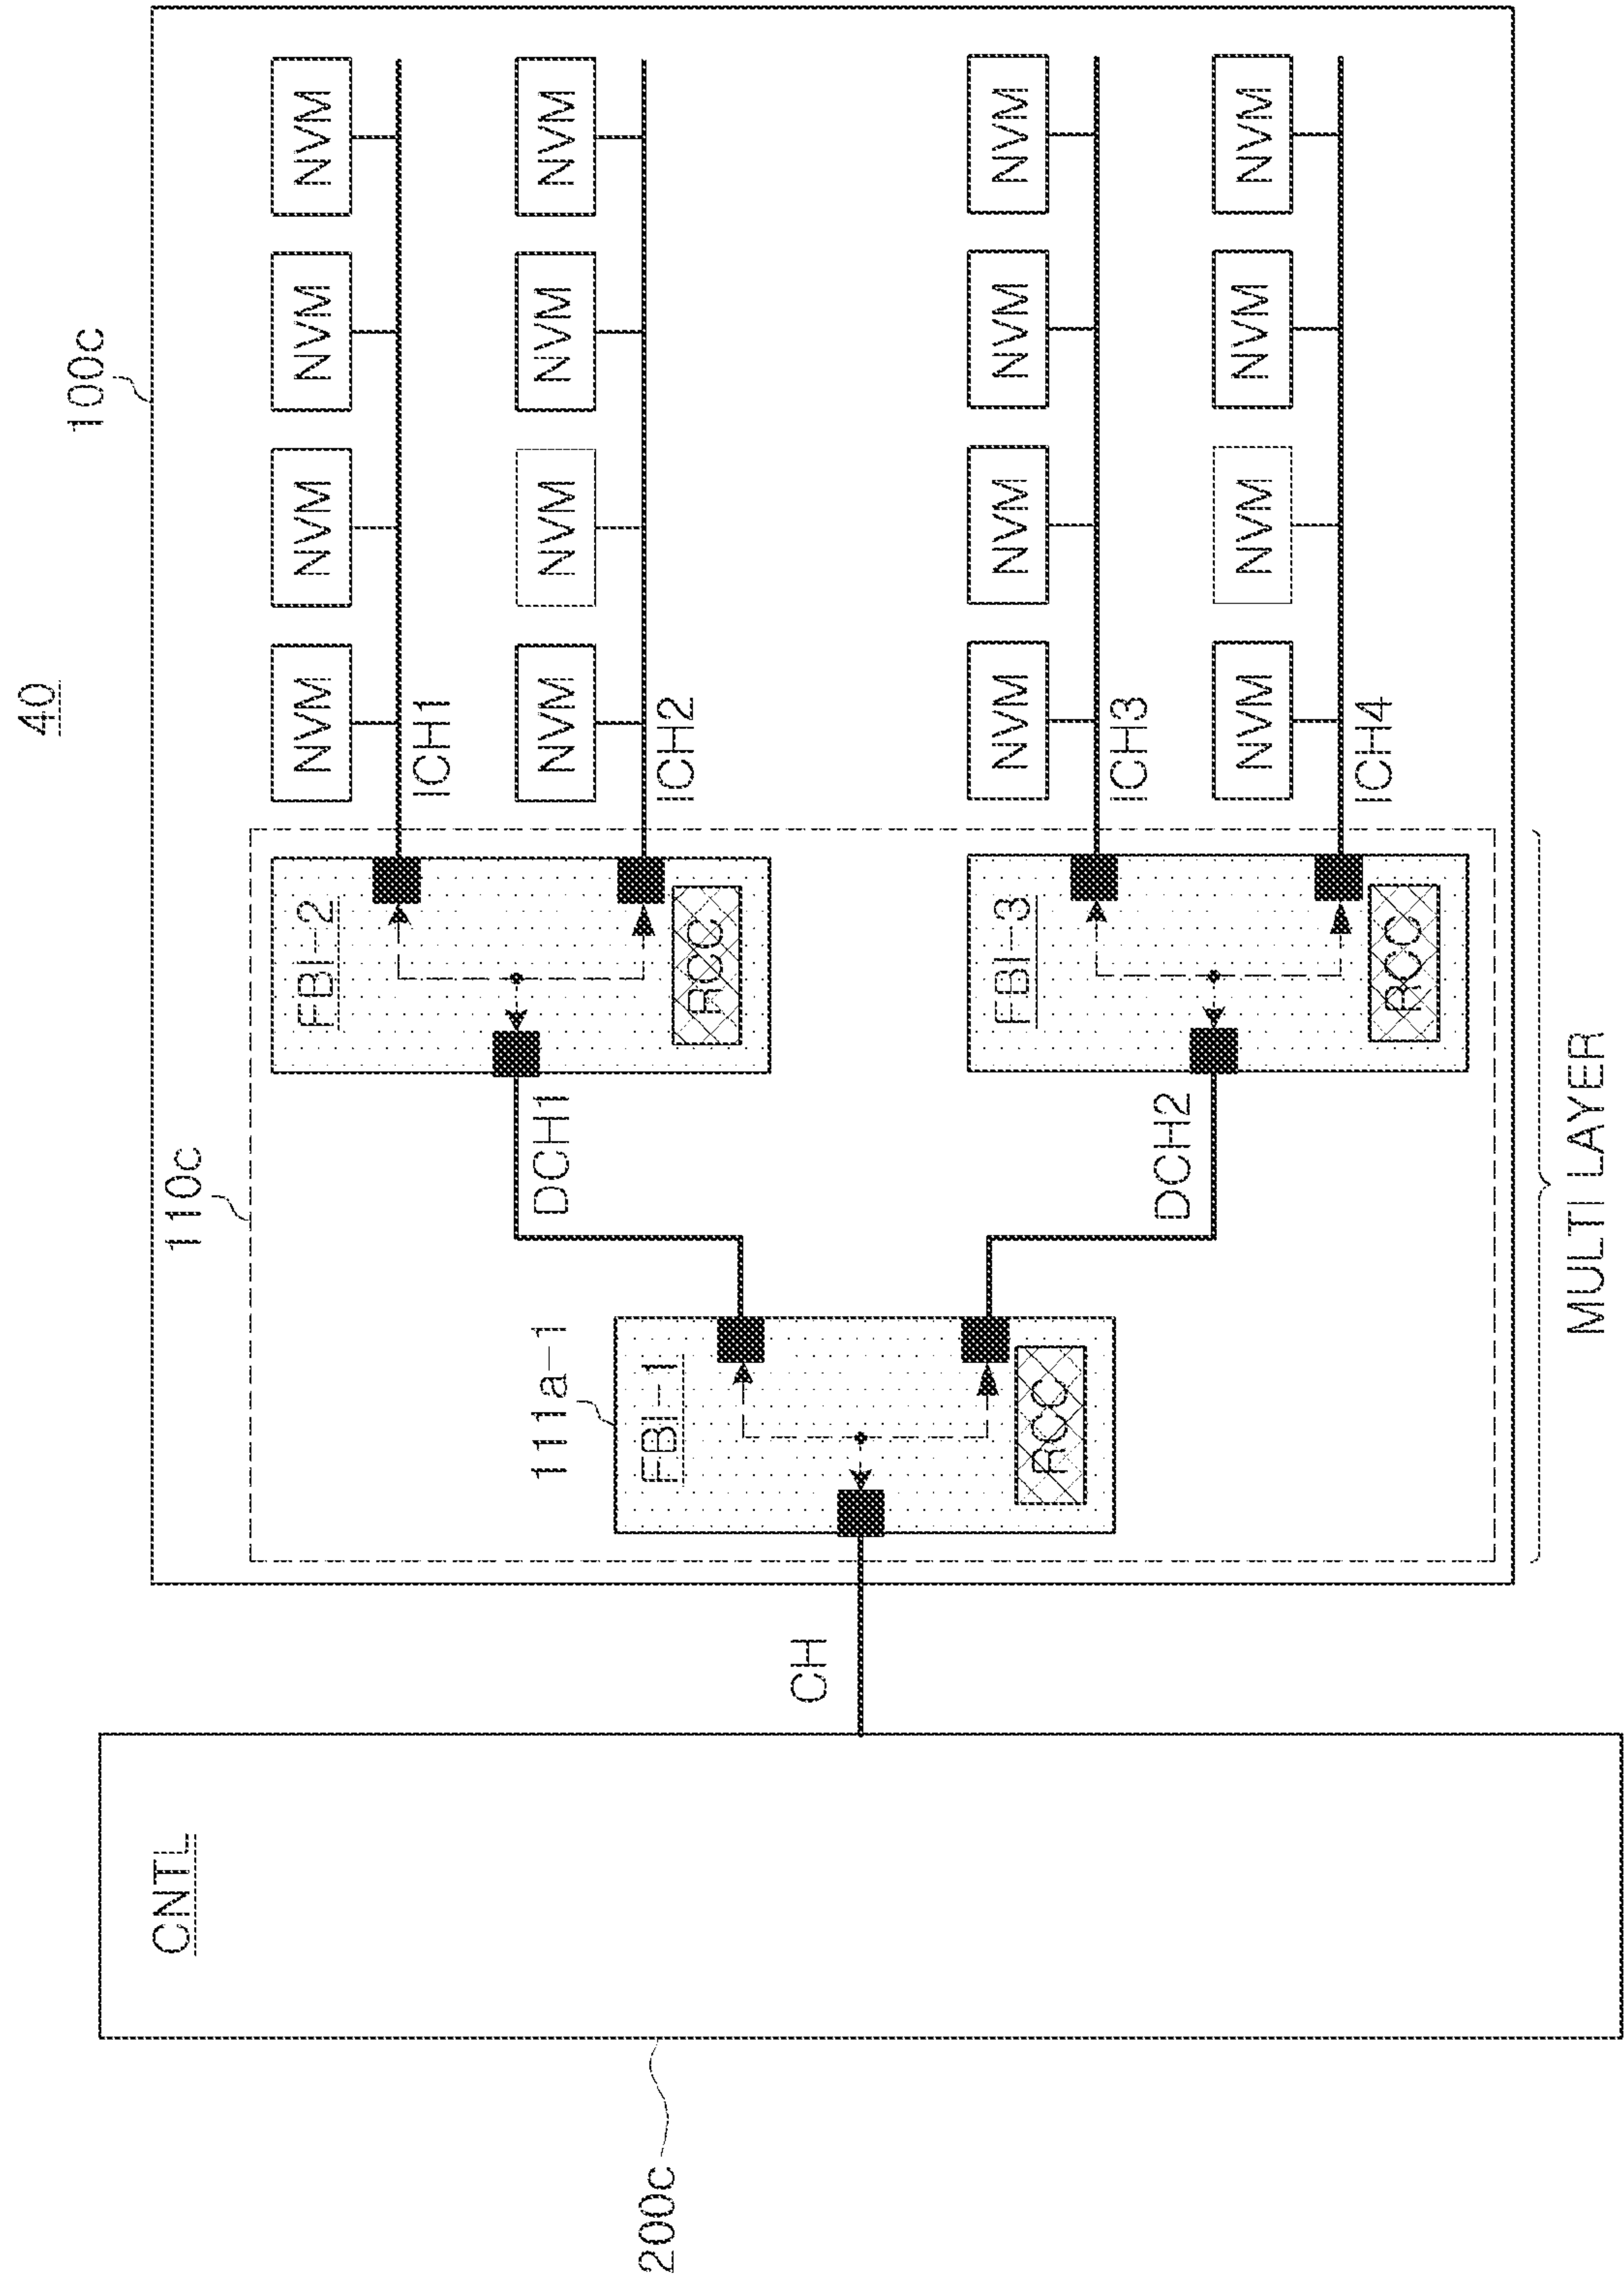 40
100c
200c
CNTL
CH
110c
111a-1
FBI-1
RCC
DCH1
DCH2
FBI-2
RCC
FBI-3
RCC
ICH1
NVM
NVM
NVM
NVM
ICH2
NVM
NVM
NVM
NVM
ICH3
NVM
NVM
NVM
NVM
ICH4
NVM
NVM
NVM
NVM
MULTI LAYER